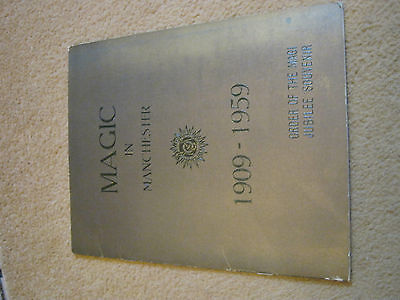 MAGIC
IN
MANCHESTER
1909 - 1959
ORDER OF THE MAGI
JUBILEE SOUVENIR